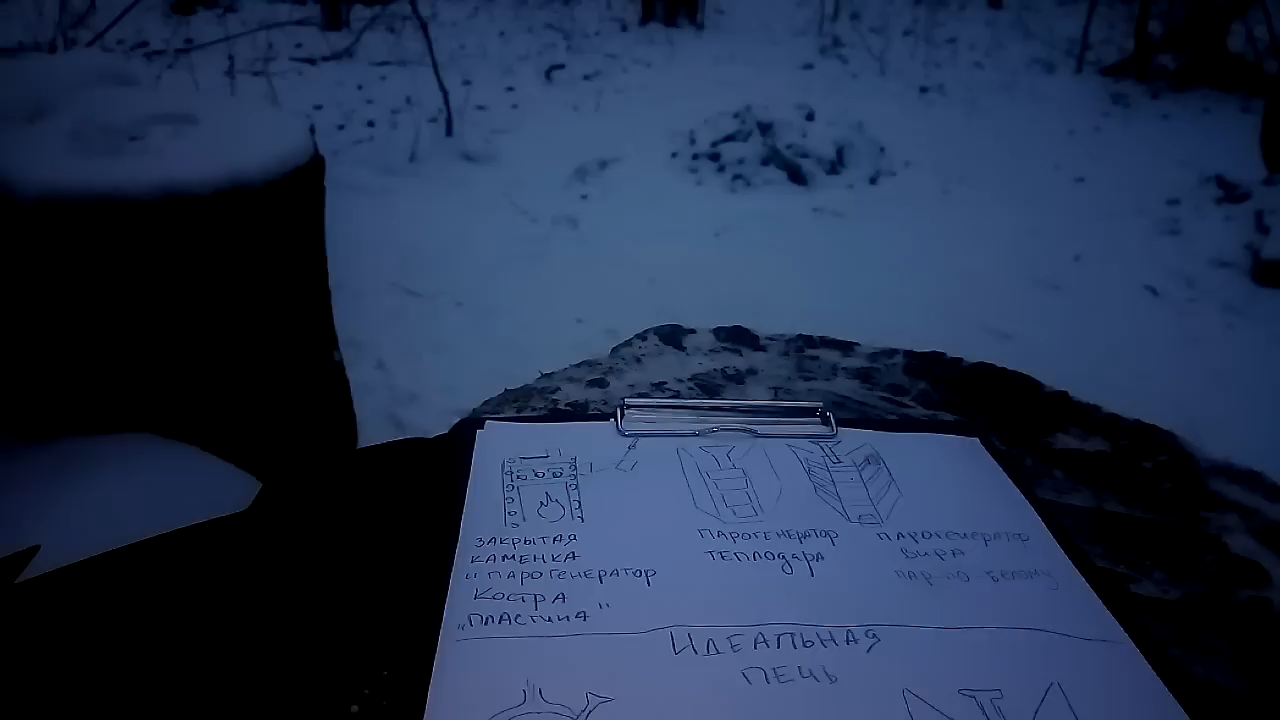 ЗАКРЫТАЯ
КАМЕНКА
"ПАРОГЕНЕРАТОР
КОСТРА
„ПЛАСТИНА"
ПАРОГЕНЕРАТОР
ТЕПЛОДАРА
ПАРОГЕНЕРАТОР
ВИРА
ПАР-ПО-БЕЛОМУ
ИДЕАЛЬНАЯ
ПЕЧЬ